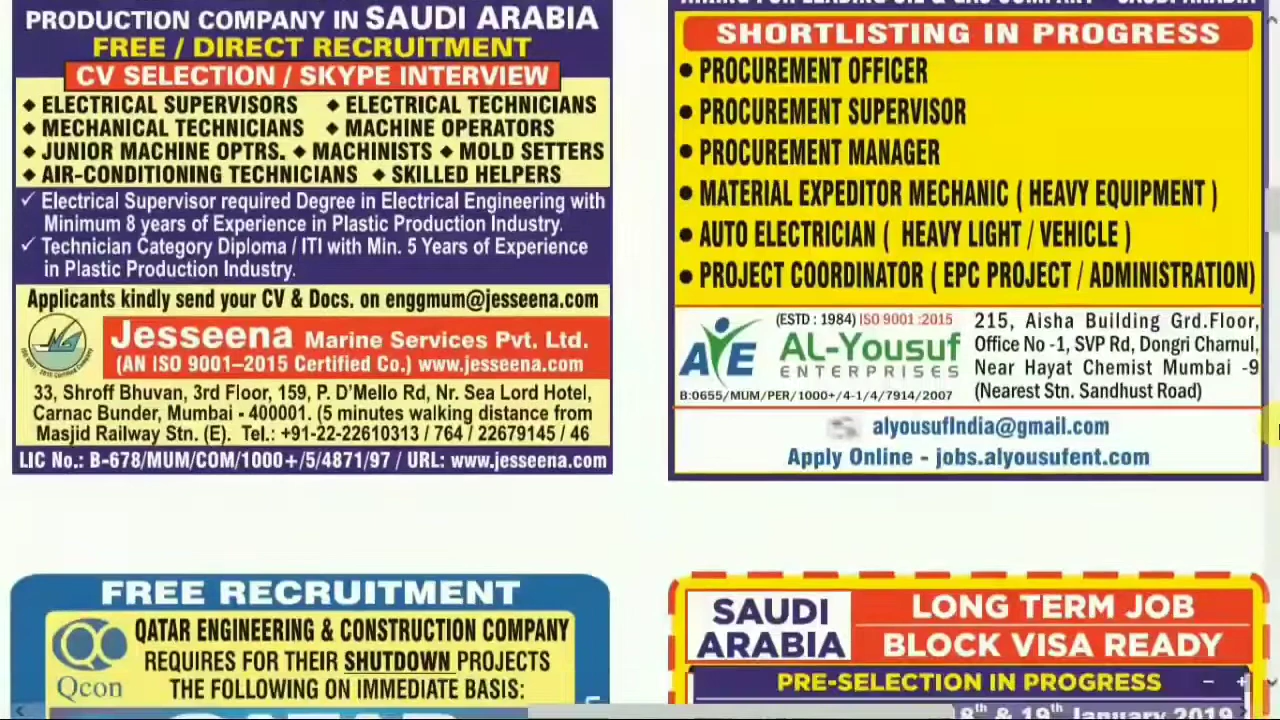 PRODUCTION COMPANY IN SAUDI ARABIA
FREE / DIRECT RECRUITMENT
CV SELECTION / SKYPE INTERVIEW
◆ ELECTRICAL SUPERVISORS ◆ ELECTRICAL TECHNICIANS
◆ MECHANICAL TECHNICIANS ◆ MACHINE OPERATORS
◆ JUNIOR MACHINE OPTRS. ◆ MACHINISTS ◆ MOLD SETTERS
◆ AIR-CONDITIONING TECHNICIANS ◆ SKILLED HELPERS
✓ Electrical Supervisor required Degree in Electrical Engineering with
Minimum 8 years of Experience in Plastic Production Industry.
✓ Technician Category Diploma / ITI with Min. 5 Years of Experience
in Plastic Production Industry.
Applicants kindly send your CV & Docs. on enggmum@jesseena.com
Jesseena Marine Services Pvt. Ltd.
(AN ISO 9001–2015 Certified Co.) www.jesseena.com
33, Shroff Bhuvan, 3rd Floor, 159, P. D'Mello Rd, Nr. Sea Lord Hotel,
Carnac Bunder, Mumbai - 400001. (5 minutes walking distance from
Masjid Railway Stn. (E). Tel.: +91-22-22610313 / 764 / 22679145 / 46
LIC No.: B-678/MUM/COM/1000+/5/4871/97 / URL: www.jesseena.com
SHORTLISTING IN PROGRESS
• PROCUREMENT OFFICER
• PROCUREMENT SUPERVISOR
• PROCUREMENT MANAGER
• MATERIAL EXPEDITOR MECHANIC ( HEAVY EQUIPMENT )
• AUTO ELECTRICIAN ( HEAVY LIGHT / VEHICLE )
• PROJECT COORDINATOR ( EPC PROJECT / ADMINISTRATION)
AYE
(ESTD : 1984) ISO 9001 :2015
AL-Yousuf
ENTERPRISES
B:0655/MUM/PER/1000+/4-1/4/7914/2007
215, Aisha Building Grd.Floor,
Office No -1, SVP Rd, Dongri Charnul,
Near Hayat Chemist Mumbai -9
(Nearest Stn. Sandhust Road)
alyousufIndia@gmail.com
Apply Online - jobs.alyousufent.com
FREE RECRUITMENT
Qcon
QATAR ENGINEERING & CONSTRUCTION COMPANY
REQUIRES FOR THEIR SHUTDOWN PROJECTS
THE FOLLOWING ON IMMEDIATE BASIS:
SAUDI
ARABIA
LONG TERM JOB
BLOCK VISA READY
PRE-SELECTION IN PROGRESS
& 19th January 2019